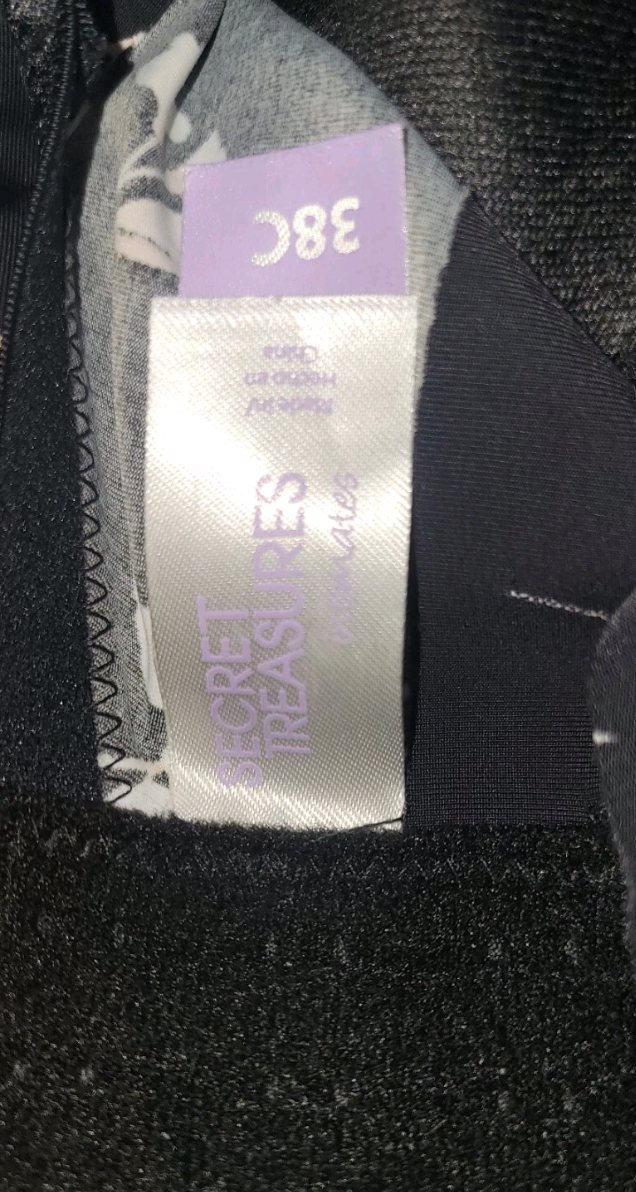 38C
Made in/
Hecho en
China
SECRET
TREASURES
intimates